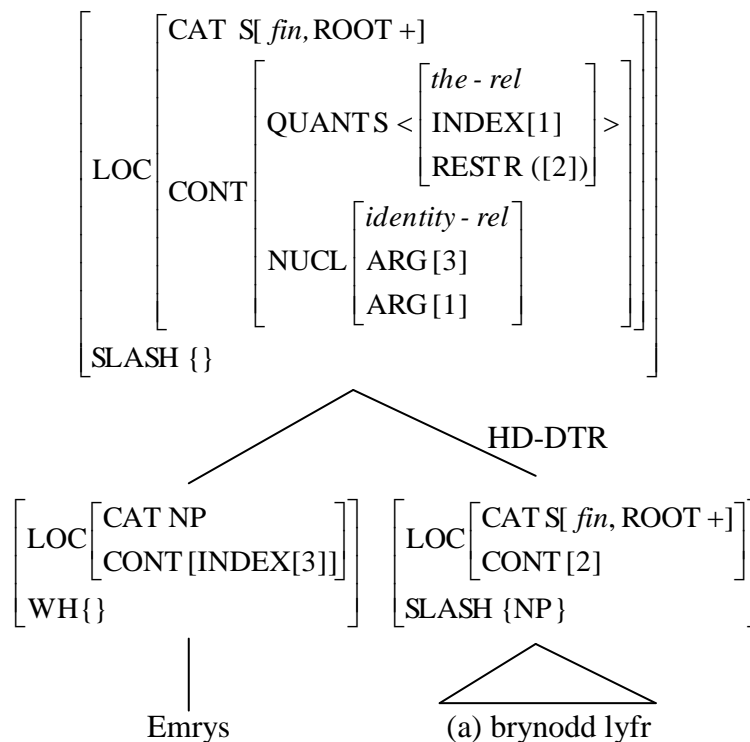 CAT S[ fin, ROOT +]
the - rel
QUANTS < INDEX[1] >
RESTR ([2])
LOC
CONT
identity - rel
NUCL ARG [3]
ARG [1]
SLASH {}
HD-DTR
CAT NP
LOC
CONT [INDEX[3]]
WH{}
CAT S[ fin, ROOT +]
LOC
CONT [2]
SLASH {NP}
Emrys
(a) brynodd lyfr